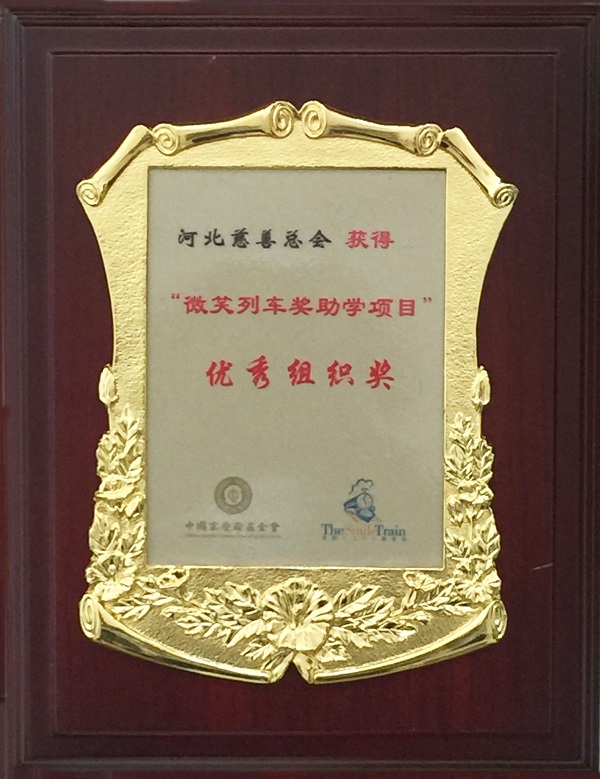 河北慈善总会 获得
“微笑列车奖助学项目”
优秀组织奖
中国宋庆龄基金会
The Smile Train